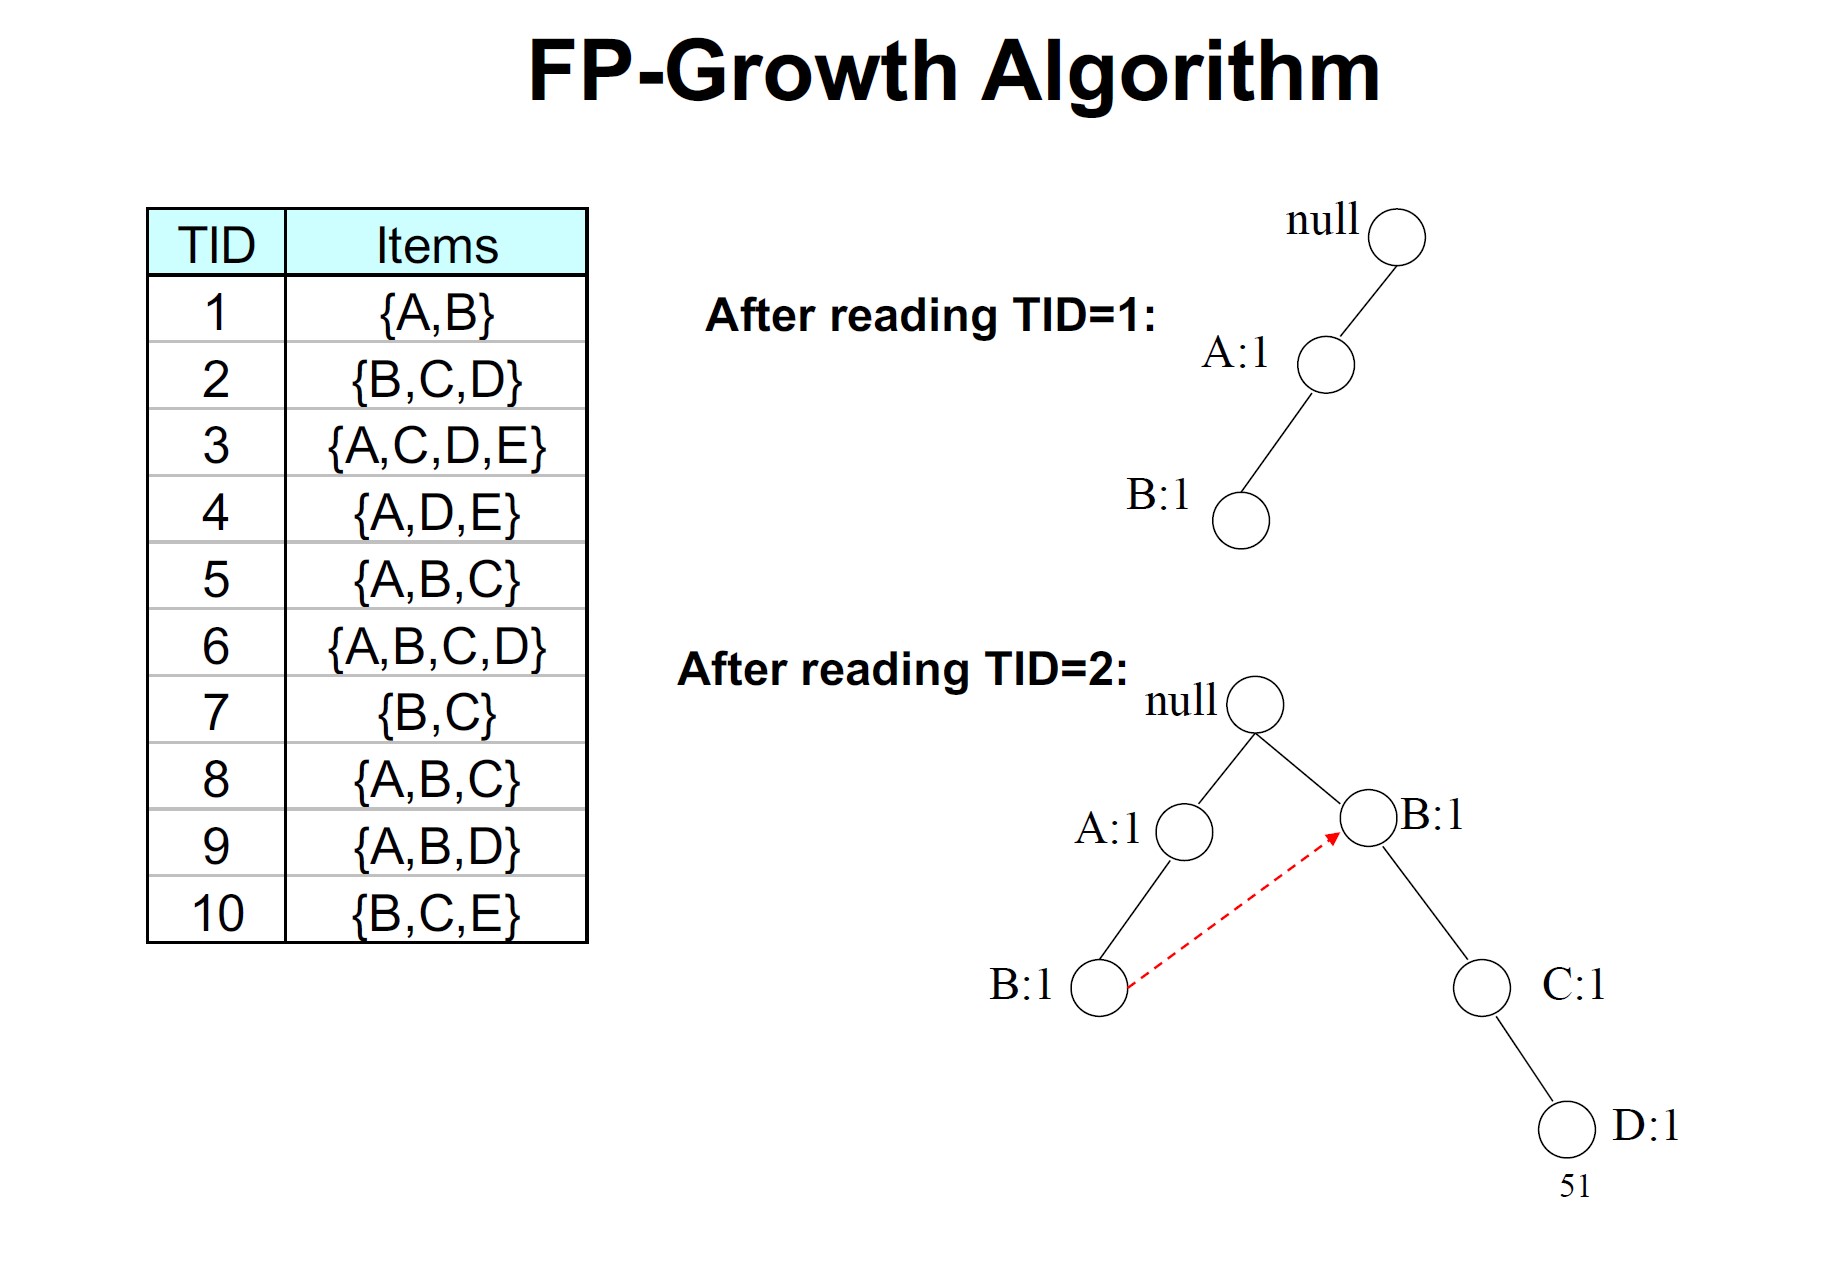 FP-Growth Algorithm
TID Items
1 {A,B}
2 {B,C,D}
3 {A,C,D,E}
4 {A,D,E}
5 {A,B,C}
6 {A,B,C,D}
7 {B,C}
8 {A,B,C}
9 {A,B,D}
10 {B,C,E}
After reading TID=1:
null
A:1
B:1
After reading TID=2:
null
A:1
B:1
B:1
C:1
D:1
51